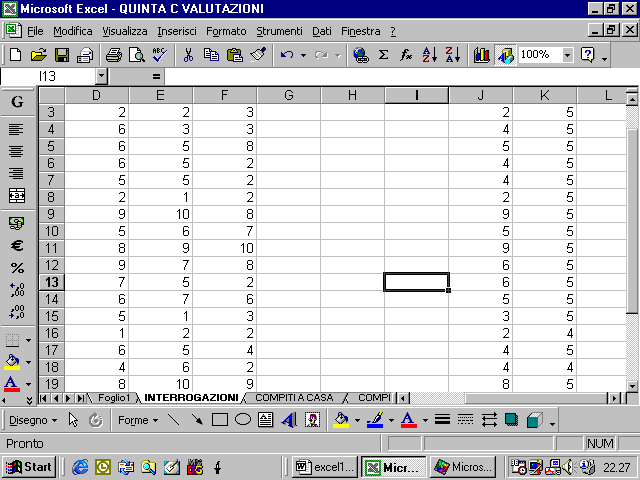 Microsoft Excel - QUINTA C VALUTAZIONI
File Modifica Visualizza Inserisci Formato Strumenti Dati Finestra ?
Σ fx 100% ?
I13 =
G D E F G H I J K L
3 2 2 3 2 5
4 6 3 3 4 5
5 6 5 8 5 5
6 6 5 2 4 5
7 5 5 2 4 5
8 2 1 2 2 5
9 9 10 8 9 5
10 5 6 7 5 5
11 8 9 10 9 5
12 9 7 8 6 5
13 7 5 2 6 5
14 6 7 6 5 5
15 5 1 3 3 5
16 1 2 2 2 4
17 6 5 4 4 5
18 4 6 2 4 4
19 8 10 9 8 5
Foglio1 INTERROGAZIONI COMPITI A CASA COMPI
Disegno Forme
Pronto NUM
Start excel1... Micr... Micros... 22.27